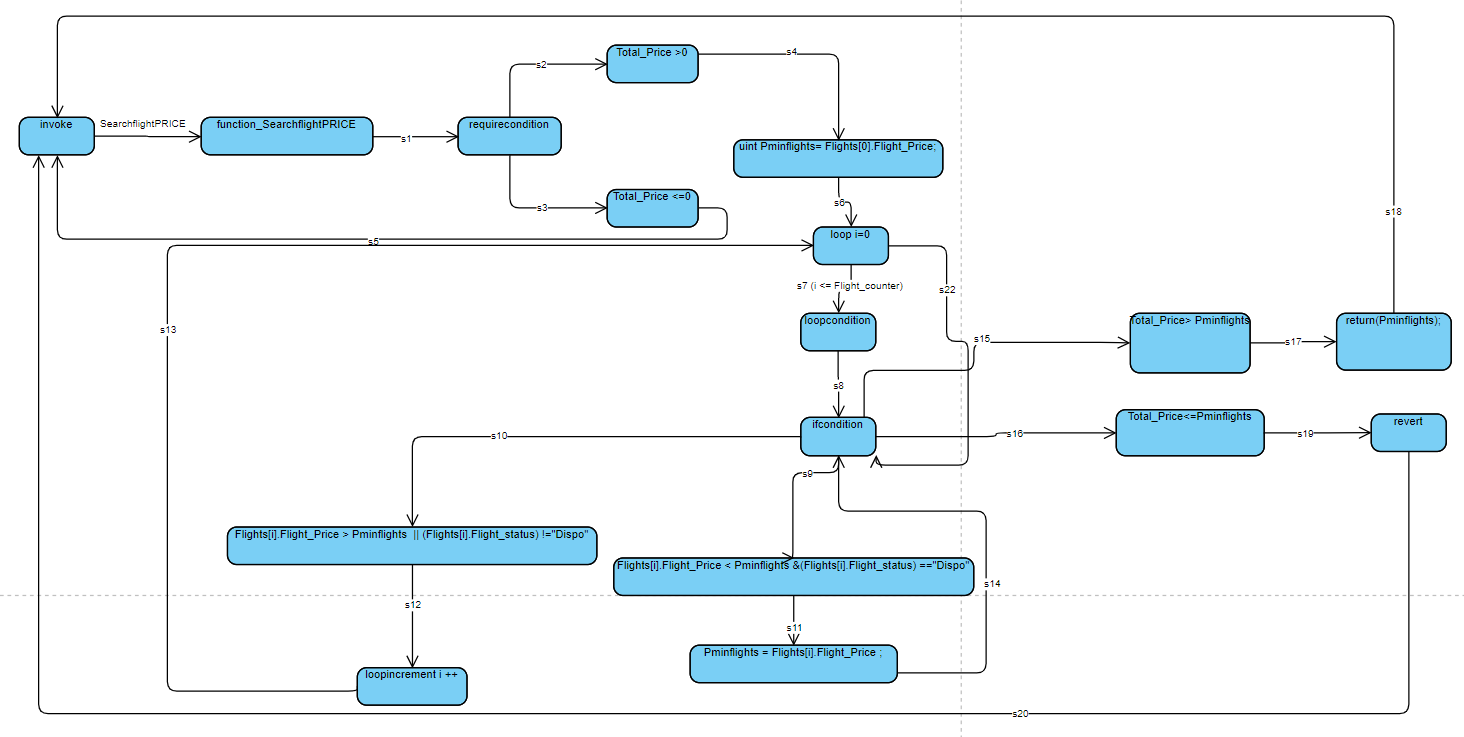 Total_Price >0
s4
s2
invoke
SearchflightPRICE
function_SearchflightPRICE
s1
requirecondition
uint Pminflights= Flights[0].Flight_Price;
Total_Price <=0
s3
s6
s18
loop i=0
s5
s7 (i <= Flight_counter)
s22
s13
loopcondition
Total_Price> Pminflights
return(Pminflights);
s15
s17
s8
ifcondition
Total_Price<=Pminflights
revert
s10
s16
s19
s9
Flights[i].Flight_Price > Pminflights || (Flights[i].Flight_status) !="Dispo"
Flights[i].Flight_Price < Pminflights &(Flights[i].Flight_status) =="Dispo"
s14
s12
s11
Pminflights = Flights[i].Flight_Price ;
loopincrement i ++
s20